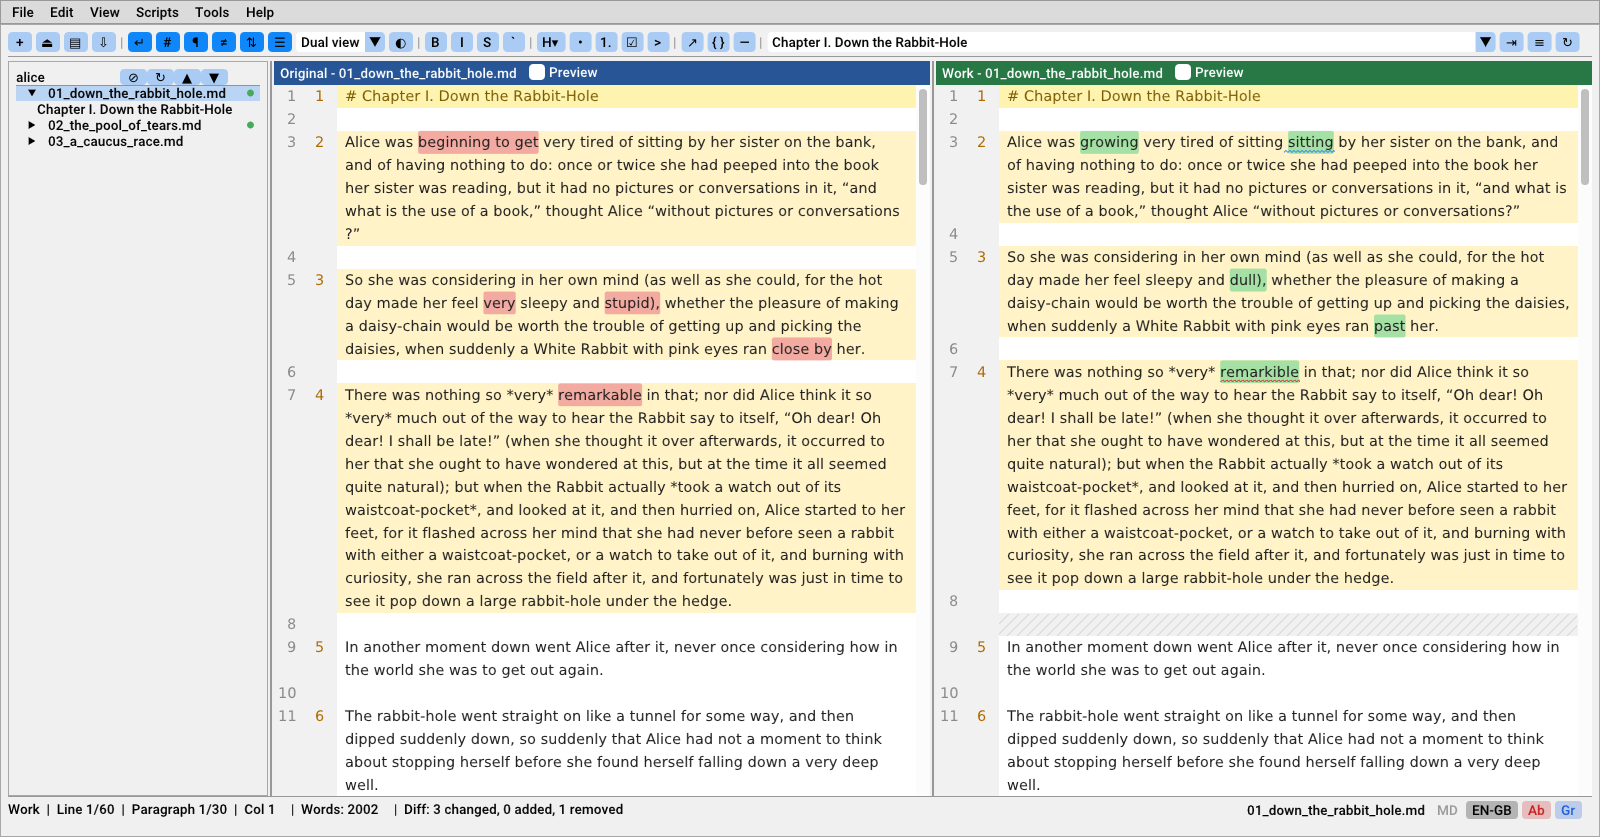 File Edit View Scripts Tools Help
+ ⏏ ▤ ⇩ | ↵ # ¶ ≠ ⇅ ☰ Dual view ▼ ◐ | B I S ` | H▾ • 1. ☑ > | ↗ {} — | Chapter I. Down the Rabbit-Hole ▼ ⇥ ≡ ↻
alice ⊘ ↻ ▲ ▼
▼ 01_down_the_rabbit_hole.md
Chapter I. Down the Rabbit-Hole
▶ 02_the_pool_of_tears.md
▶ 03_a_caucus_race.md
Original - 01_down_the_rabbit_hole.md Preview
1 1 # Chapter I. Down the Rabbit-Hole
2
3 2 Alice was beginning to get very tired of sitting by her sister on the bank,
and of having nothing to do: once or twice she had peeped into the book
her sister was reading, but it had no pictures or conversations in it, “and
what is the use of a book,” thought Alice “without pictures or conversations
?”
4
5 3 So she was considering in her own mind (as well as she could, for the hot
day made her feel very sleepy and stupid), whether the pleasure of making
a daisy-chain would be worth the trouble of getting up and picking the
daisies, when suddenly a White Rabbit with pink eyes ran close by her.
6
7 4 There was nothing so *very* remarkable in that; nor did Alice think it so
*very* much out of the way to hear the Rabbit say to itself, “Oh dear! Oh
dear! I shall be late!” (when she thought it over afterwards, it occurred to
her that she ought to have wondered at this, but at the time it all seemed
quite natural); but when the Rabbit actually *took a watch out of its
waistcoat-pocket*, and looked at it, and then hurried on, Alice started to her
feet, for it flashed across her mind that she had never before seen a rabbit
with either a waistcoat-pocket, or a watch to take out of it, and burning with
curiosity, she ran across the field after it, and fortunately was just in time to
see it pop down a large rabbit-hole under the hedge.
8
9 5 In another moment down went Alice after it, never once considering how in
the world she was to get out again.
10
11 6 The rabbit-hole went straight on like a tunnel for some way, and then
dipped suddenly down, so suddenly that Alice had not a moment to think
about stopping herself before she found herself falling down a very deep
well.
Work - 01_down_the_rabbit_hole.md Preview
1 1 # Chapter I. Down the Rabbit-Hole
2
3 2 Alice was growing very tired of sitting sitting by her sister on the bank, and
of having nothing to do: once or twice she had peeped into the book her
sister was reading, but it had no pictures or conversations in it, “and what is
the use of a book,” thought Alice “without pictures or conversations?”
4
5 3 So she was considering in her own mind (as well as she could, for the hot
day made her feel sleepy and dull), whether the pleasure of making a
daisy-chain would be worth the trouble of getting up and picking the daisies,
when suddenly a White Rabbit with pink eyes ran past her.
6
7 4 There was nothing so *very* remarkible in that; nor did Alice think it so
*very* much out of the way to hear the Rabbit say to itself, “Oh dear! Oh
dear! I shall be late!” (when she thought it over afterwards, it occurred to
her that she ought to have wondered at this, but at the time it all seemed
quite natural); but when the Rabbit actually *took a watch out of its
waistcoat-pocket*, and looked at it, and then hurried on, Alice started to her
feet, for it flashed across her mind that she had never before seen a rabbit
with either a waistcoat-pocket, or a watch to take out of it, and burning with
curiosity, she ran across the field after it, and fortunately was just in time to
see it pop down a large rabbit-hole under the hedge.
8
9 5 In another moment down went Alice after it, never once considering how in
the world she was to get out again.
10
11 6 The rabbit-hole went straight on like a tunnel for some way, and then
dipped suddenly down, so suddenly that Alice had not a moment to think
about stopping herself before she found herself falling down a very deep
well.
Work | Line 1/60 | Paragraph 1/30 | Col 1 | Words: 2002 | Diff: 3 changed, 0 added, 1 removed 01_down_the_rabbit_hole.md MD EN-GB Ab Gr